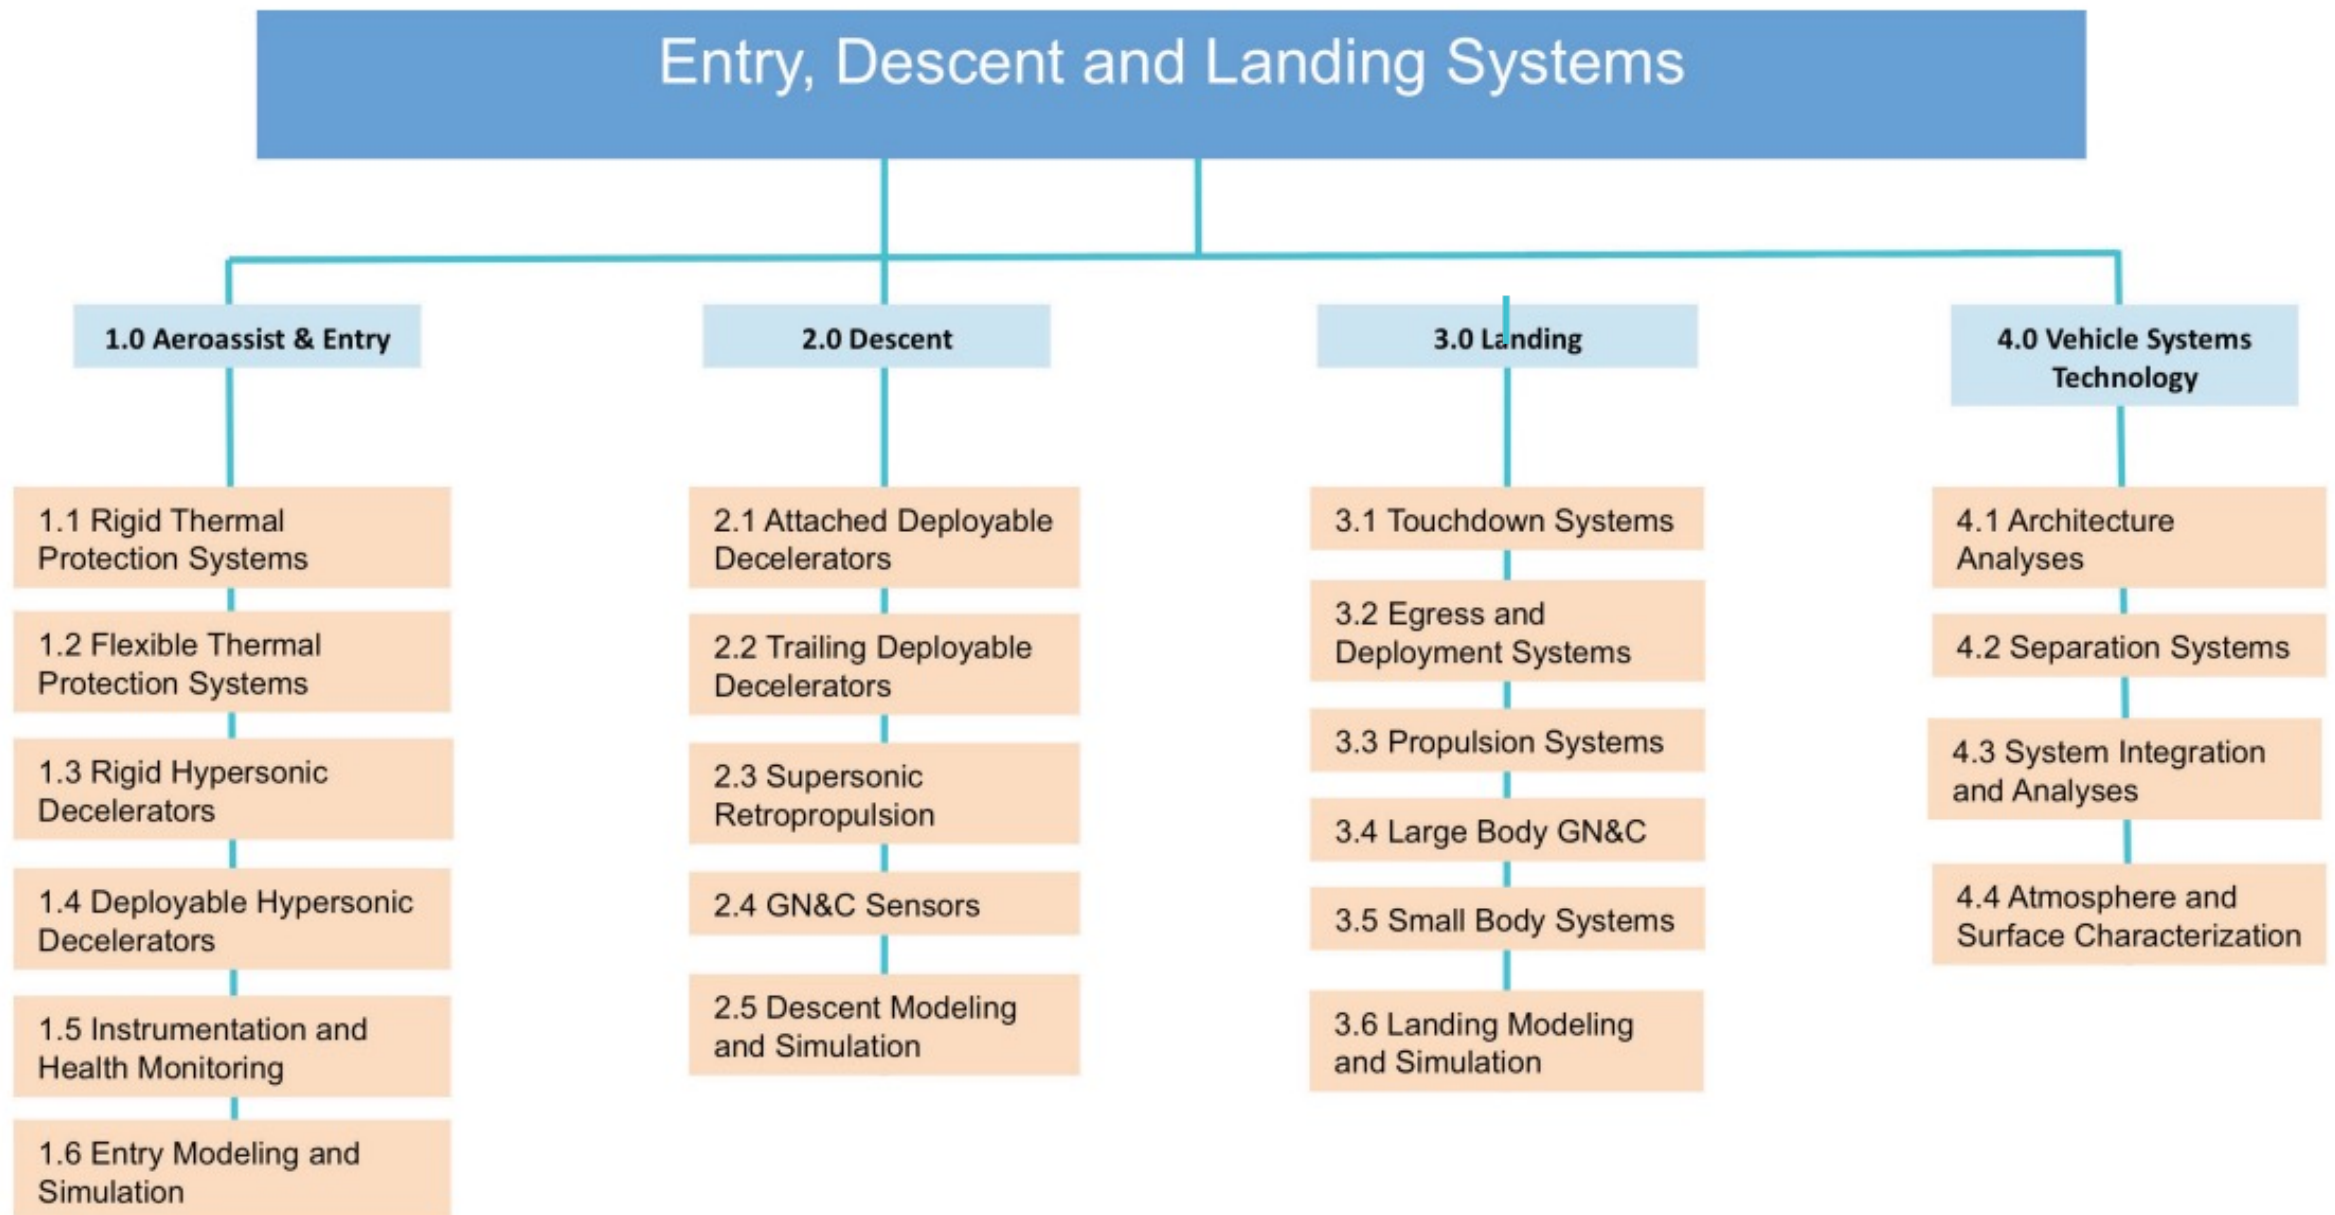 Entry, Descent and Landing Systems
1.0 Aeroassist & Entry
1.1 Rigid Thermal
Protection Systems
1.2 Flexible Thermal
Protection Systems
1.3 Rigid Hypersonic
Decelerators
1.4 Deployable Hypersonic
Decelerators
1.5 Instrumentation and
Health Monitoring
1.6 Entry Modeling and
Simulation
2.0 Descent
2.1 Attached Deployable
Decelerators
2.2 Trailing Deployable
Decelerators
2.3 Supersonic
Retropropulsion
2.4 GN&C Sensors
2.5 Descent Modeling
and Simulation
3.0 Landing
3.1 Touchdown Systems
3.2 Egress and
Deployment Systems
3.3 Propulsion Systems
3.4 Large Body GN&C
3.5 Small Body Systems
3.6 Landing Modeling
and Simulation
4.0 Vehicle Systems
Technology
4.1 Architecture
Analyses
4.2 Separation Systems
4.3 System Integration
and Analyses
4.4 Atmosphere and
Surface Characterization